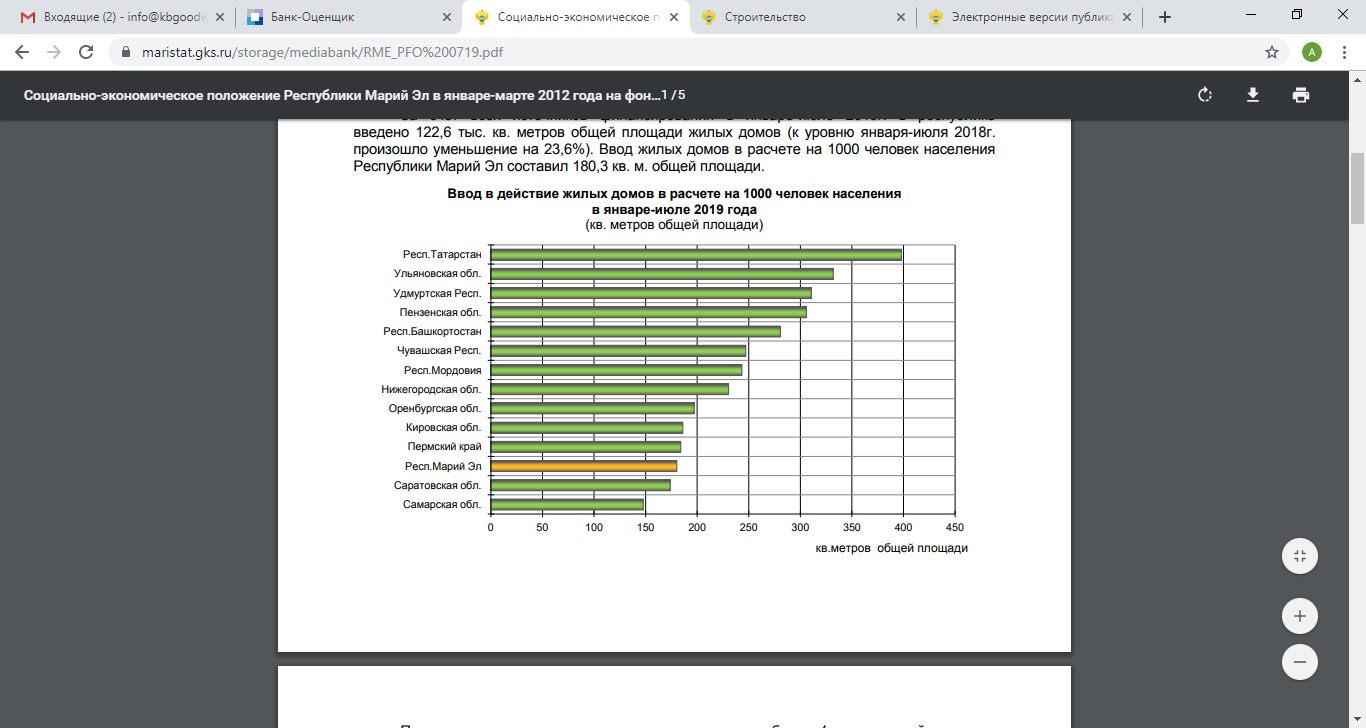 Входящие (2) - info@kbgoodw
Банк-Оценщик
Социально-экономическое п
Строительство
Электронные версии публика
maristat.gks.ru/storage/mediabank/RME_PFO%200719.pdf
A
Социально-экономическое положение Республики Марий Эл в январе-марте 2012 года на фон... 1 / 5
введено 122,6 тыс. кв. метров общей площади жилых домов (к уровню января-июля 2018г.
произошло уменьшение на 23,6%). Ввод жилых домов в расчете на 1000 человек населения
Республики Марий Эл составил 180,3 кв. м. общей площади.
Ввод в действие жилых домов в расчете на 1000 человек населения
в январе-июле 2019 года
(кв. метров общей площади)
Респ.Татарстан
Ульяновская обл.
Удмуртская Респ.
Пензенская обл.
Респ.Башкортостан
Чувашская Респ.
Респ.Мордовия
Нижегородская обл.
Оренбургская обл.
Кировская обл.
Пермский край
Респ.Марий Эл
Саратовская обл.
Самарская обл.
0 50 100 150 200 250 300 350 400 450
кв.метров общей площади